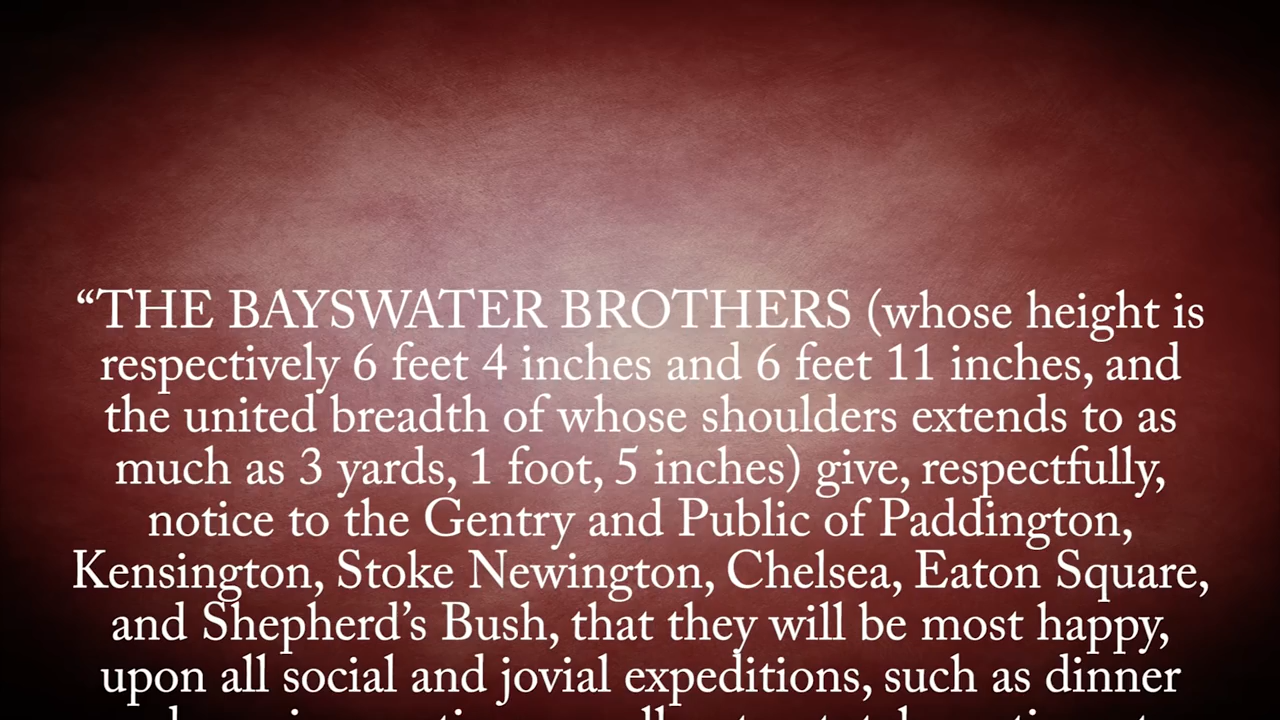 “THE BAYSWATER BROTHERS (whose height is
respectively 6 feet 4 inches and 6 feet 11 inches, and
the united breadth of whose shoulders extends to as
much as 3 yards, 1 foot, 5 inches) give, respectfully,
notice to the Gentry and Public of Paddington,
Kensington, Stoke Newington, Chelsea, Eaton Square,
and Shepherd’s Bush, that they will be most happy,
upon all social and jovial expeditions, such as dinner